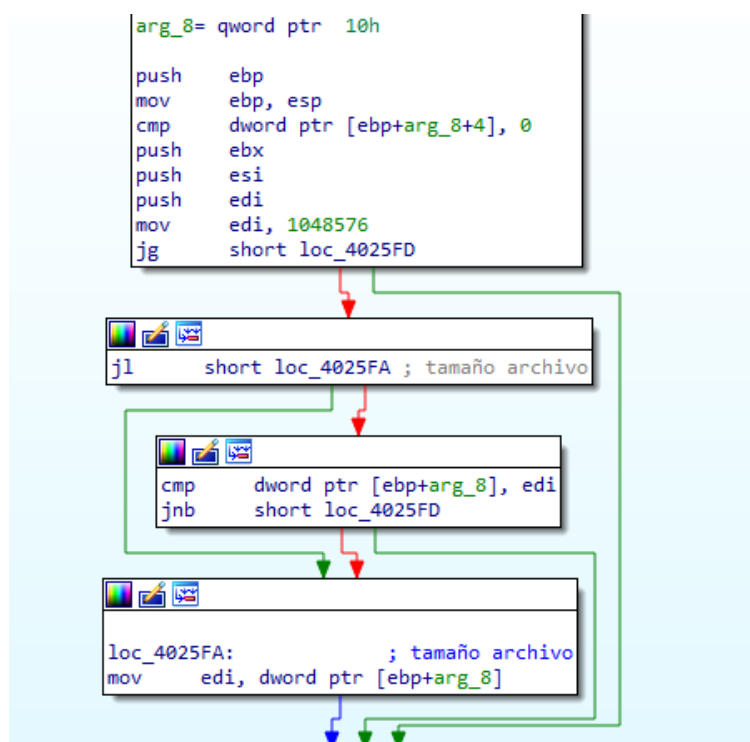 arg_8= qword ptr  10h
push    ebp
mov     ebp, esp
cmp     dword ptr [ebp+arg_8+4], 0
push    ebx
push    esi
push    edi
mov     edi, 1048576
jg      short loc_4025FD
jl      short loc_4025FA ; tamaño archivo
cmp     dword ptr [ebp+arg_8], edi
jnb     short loc_4025FD
loc_4025FA:             ; tamaño archivo
mov     edi, dword ptr [ebp+arg_8]